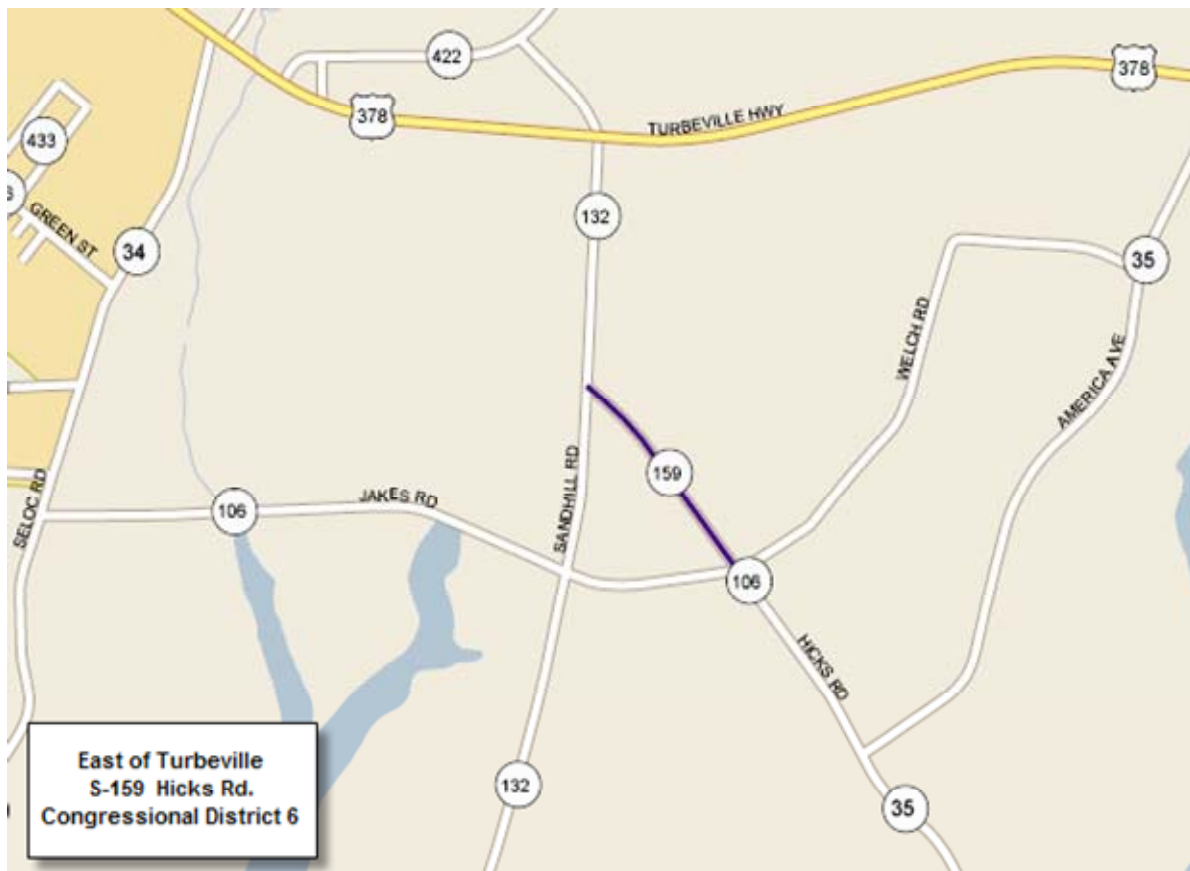 422
378
378
TURBEVILLE HWY
433
6
132
GREEN ST
34
35
WELCH RD
AMERICA AVE
159
SELOC RD
106
JAKES RD
SANDHILL RD
106
HICKS RD
132
35
East of Turbeville
S-159 Hicks Rd.
Congressional District 6